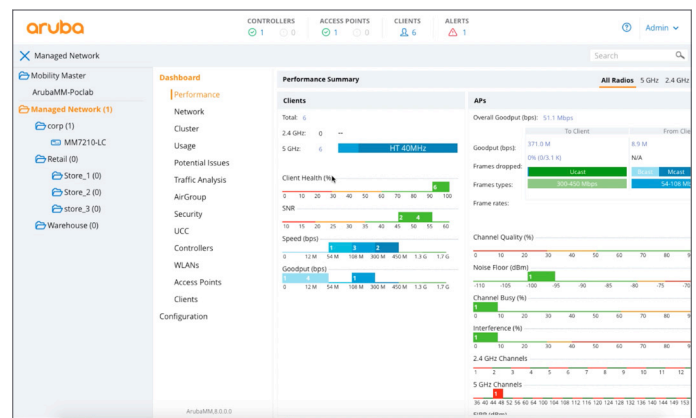 aruba
CONTROLLERS ACCESS POINTS CLIENTS ALERTS
1 0 1 0 6 1
? Admin
Managed Network
Search
Mobility Master
ArubaMM-Poclab
Managed Network (1)
corp (1)
MM7210-LC
Retail (0)
Store_1 (0)
Store_2 (0)
store_3 (0)
Warehouse (0)
Dashboard
Performance
Network
Cluster
Usage
Potential Issues
Traffic Analysis
AirGroup
Security
UCC
Controllers
WLANs
Access Points
Clients
Configuration
ArubaMM,8.0.0.0
Performance Summary
All Radios 5 GHz 2.4 GHz
Clients
Total: 6
2.4 GHz: 0 --
5 GHz: 6 HT 40MHz
Client Health (%)
6
0 10 20 30 40 50 60 70 80 90 100
SNR
2 4
10 15 20 25 30 35 40 45 50 55 60
Speed (bps)
1 3 2
0 12 M 54 M 108 M 300 M 450 M 1.3 G 1.7 G
Goodput (bps)
1
0 12 M 54 M 108 M 300 M 450 M 1.3 G 1.7 G
APs
Overall Goodput (bps): 51.1 Mbps
To Client From Clie
Goodput (bps): 371.0 M 8.9 M
Frames dropped: 0% (0/3.1 K) N/A
Frames types: Ucast Bcast Mcast
Frame rates: 300-450 Mbps 54-108 Mb
Channel Quality (%)
0 10 20 30 40 50 60 70 80 9
Noise Floor (dBm)
1
-110 -105 -100 -95 -90 -85 -80 -75 -70
Channel Busy (%)
1
0 10 20 30 40 50 60 70 80 9
Interference (%)
1
0 10 20 30 40 50 60 70 80 9
2.4 GHz Channels
1 2 3 4 5 6 7 8 9 10 11 12
5 GHz Channels
1
36 40 44 48 52 56 60 64 100 104 108 112 116 120 124 128 132 136 140 144 149 153